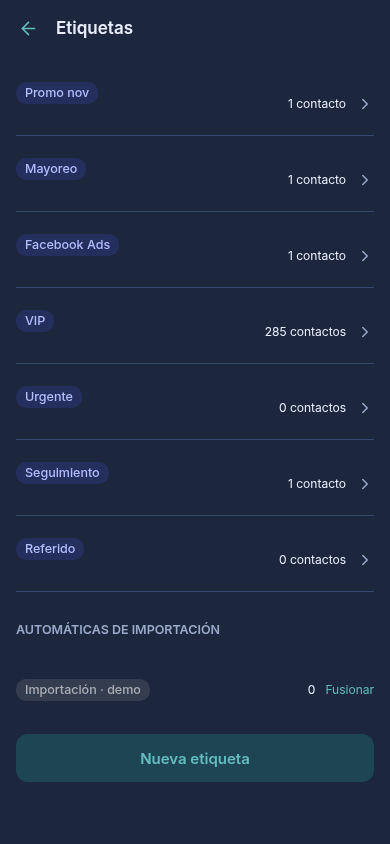 Etiquetas
Promo nov
1 contacto
Mayoreo
1 contacto
Facebook Ads
1 contacto
VIP
285 contactos
Urgente
0 contactos
Seguimiento
1 contacto
Referido
0 contactos
AUTOMÁTICAS DE IMPORTACIÓN
Importación · demo
0 Fusionar
Nueva etiqueta